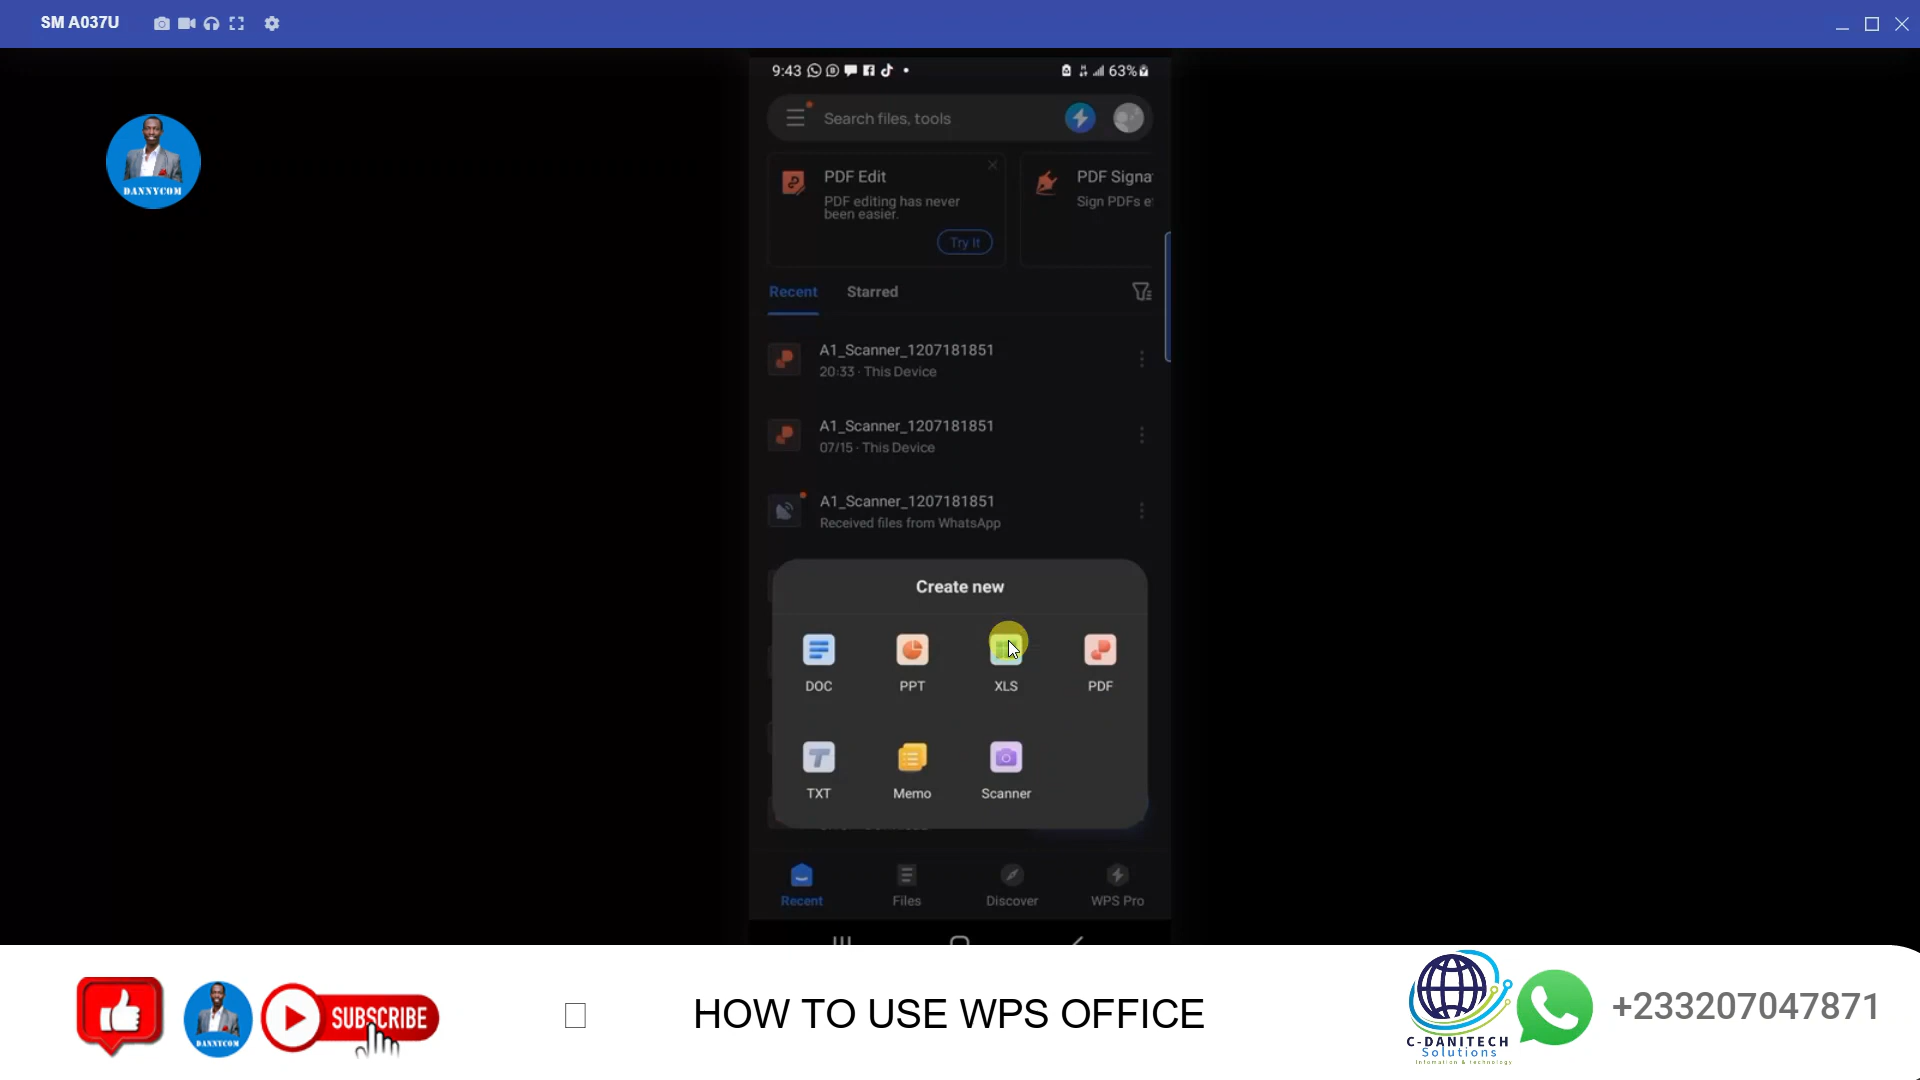 SM A037U
9:43
63%
Search files, tools
PDF Edit
PDF editing has never
been easier.
Try It
PDF Signa
Sign PDFs e
Recent
Starred
A1_Scanner_1207181851
20:33 · This Device
A1_Scanner_1207181851
07/15 · This Device
A1_Scanner_1207181851
Received files from WhatsApp
Create new
DOC
PPT
XLS
PDF
TXT
Memo
Scanner
Recent
Files
Discover
WPS Pro
DANNYCOM
DANNYCOM
SUBSCRIBE
HOW TO USE WPS OFFICE
C-DANITECH
Solutions
Infomation & technology
+233207047871